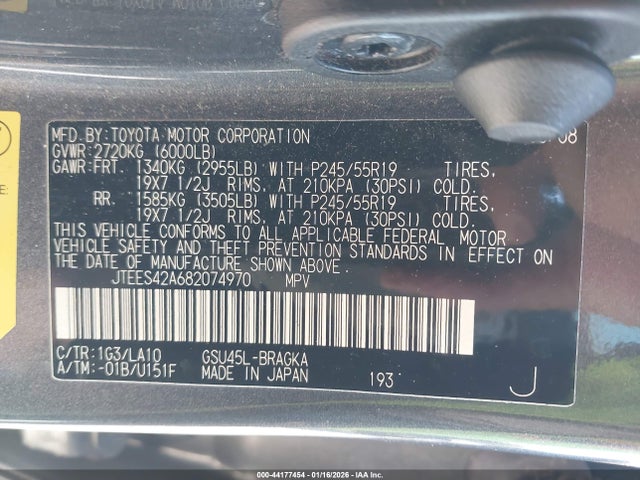 MFD.BY:TOYOTA MOTOR CORPORATION 08
GVWR:2720KG (6000LB)
GAWR:FRT. 1340KG (2955LB) WITH P245/55R19 TIRES,
19X7 1/2J RIMS. AT 210KPA (30PSI) COLD.
RR. 1585KG (3505LB) WITH P245/55R19 TIRES,
19X7 1/2J RIMS. AT 210KPA (30PSI) COLD.
THIS VEHICLE CONFORMS TO ALL APPLICABLE FEDERAL MOTOR
VEHICLE SAFETY AND THEFT PREVENTION STANDARDS IN EFFECT ON
THE DATE OF MANUFACTURE SHOWN ABOVE.
JTEES42A682074970 MPV
C/TR:1G3/LA10 GSU45L-BRAGKA
A/TM:-01B/U151F MADE IN JAPAN 193 J
000-44177454 | 01/16/2026 | IAA Inc.